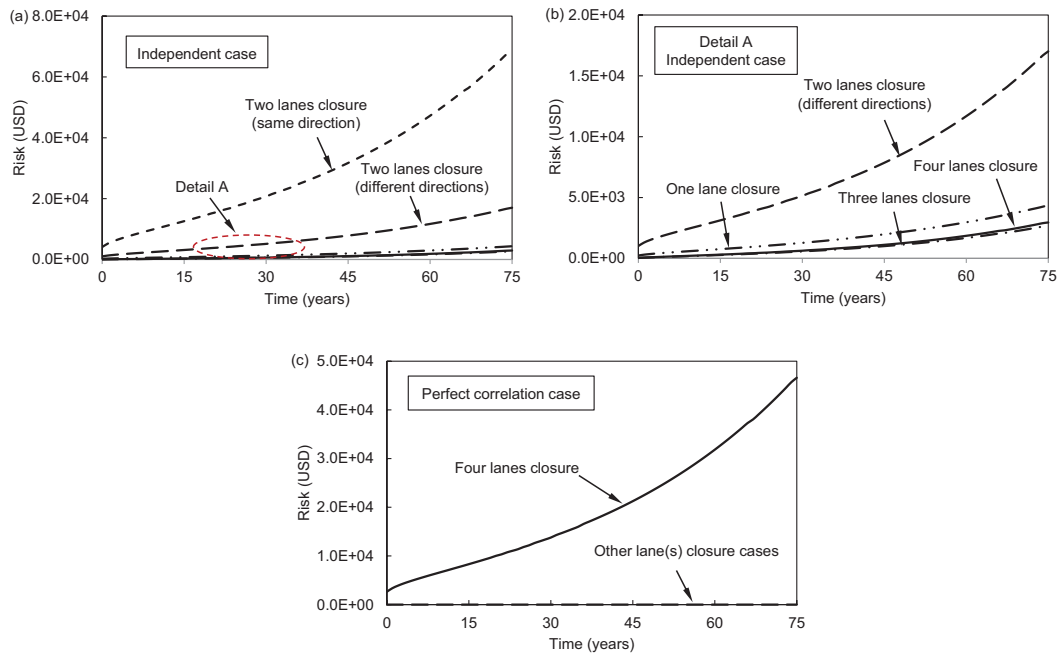 (a)
8.0E+04
6.0E+04
4.0E+04
2.0E+04
0.0E+00
Risk (USD)
Independent case
Two lanes closure
(same direction)
Two lanes closure
(different directions)
Detail A
0 15 30 45 60 75
Time (years)
(b)
2.0E+04
1.5E+04
1.0E+04
5.0E+03
0.0E+00
Risk (USD)
Detail A
Independent case
Two lanes closure
(different directions)
Four lanes closure
One lane closure
Three lanes closure
0 15 30 45 60 75
Time (years)
(c)
5.0E+04
4.0E+04
3.0E+04
2.0E+04
1.0E+04
0.0E+00
Risk (USD)
Perfect correlation case
Four lanes closure
Other lane(s) closure cases
0 15 30 45 60 75
Time (years)